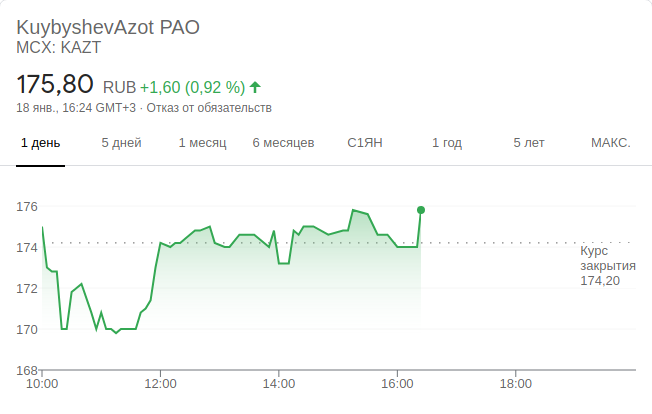 KuybyshevAzot PAO
MCX: KAZT
175,80 RUB +1,60 (0,92 %)
18 янв., 16:24 GMT+3 · Отказ от обязательств
1 день 5 дней 1 месяц 6 месяцев С1ЯН 1 год 5 лет МАКС.
176
174
Курс
закрытия
174,20
172
170
168
10:00 12:00 14:00 16:00 18:00